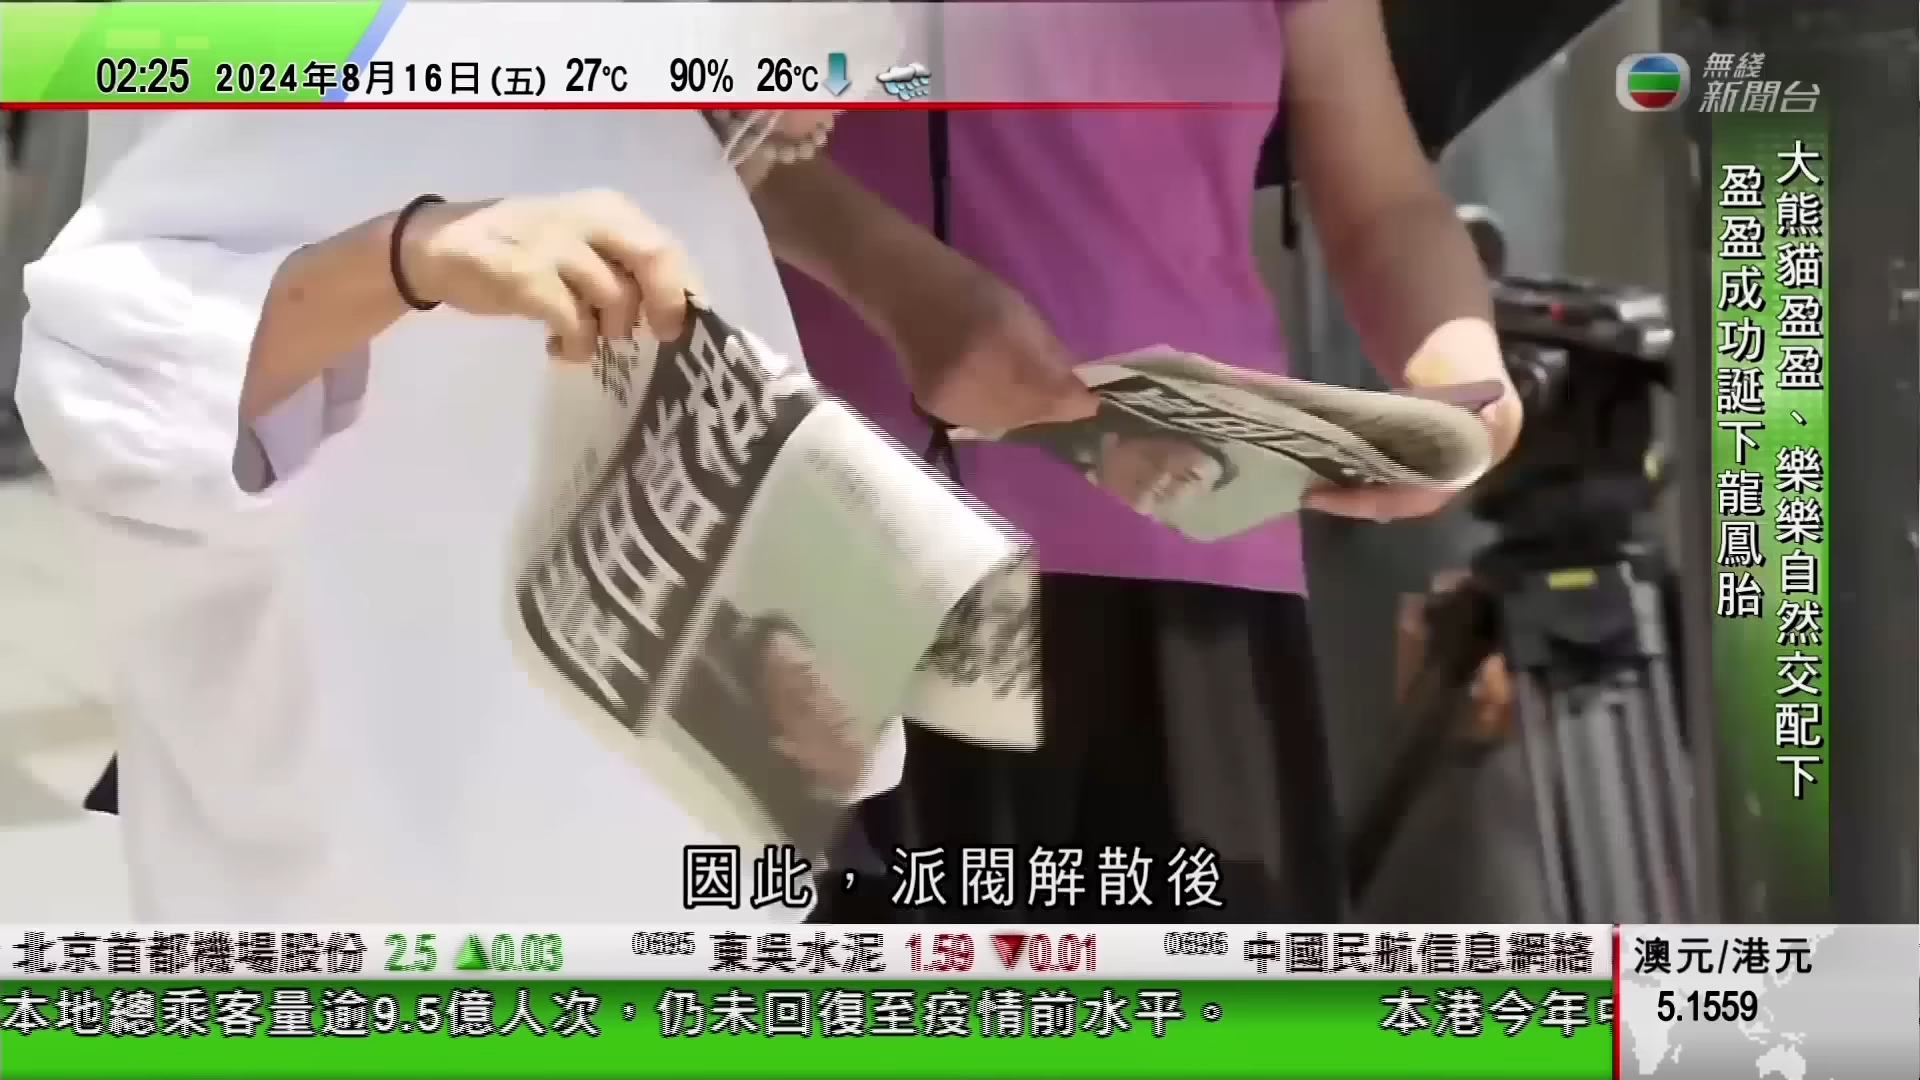 02:25 2024年8月16日(五) 27℃ 90% 26℃
無綫
新聞台
大熊貓盈盈、樂樂自然交配下
盈盈成功誕下龍鳳胎
因此，派閥解散後
北京首都機場股份 2.5 ▲0.03 0695 東吳水泥 1.59 ▼0.01 0696 中國民航信息網絡
本地總乘客量逾9.5億人次，仍未回復至疫情前水平。 本港今年
澳元/港元
5.1559